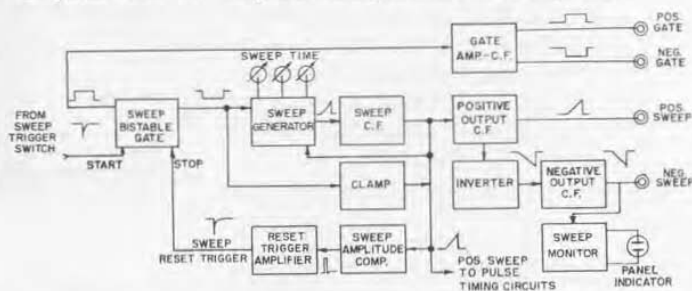 POS.
GATE
NEG.
GATE
GATE
AMP-C.F.
SWEEP TIME
FROM
SWEEP
TRIGGER
SWITCH
START
SWEEP
BISTABLE
GATE
STOP
SWEEP
GENERATOR
SWEEP
C.F.
POSITIVE
OUTPUT
C.F.
POS.
SWEEP
CLAMP
INVERTER
NEGATIVE
OUTPUT
C.F.
NEG.
SWEEP
SWEEP
RESET TRIGGER
RESET
TRIGGER
AMPLIFIER
SWEEP
AMPLITUDE
COMP.
POS. SWEEP
TO PULSE
TIMING CIRCUITS
SWEEP
MONITOR
PANEL
INDICATOR